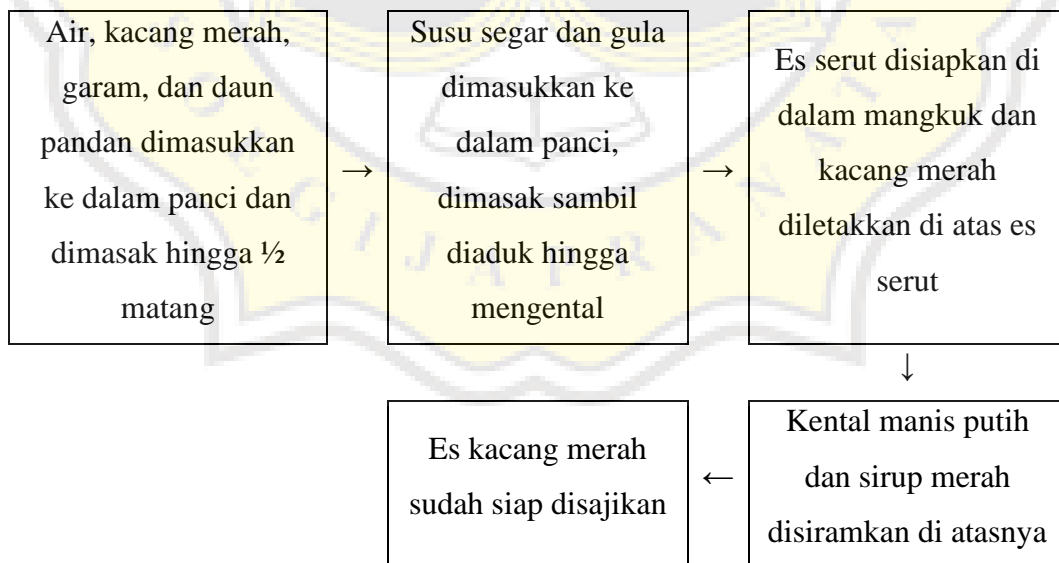 Air, kacang merah,
garam, dan daun
pandan dimasukkan
ke dalam panci dan
dimasak hingga ½
matang
→
Susu segar dan gula
dimasukkan ke
dalam panci,
dimasak sambil
diaduk hingga
mengental
→
Es serut disiapkan di
dalam mangkuk dan
kacang merah
diletakkan di atas es
serut
↓
Kental manis putih
dan sirup merah
disiramkan di atasnya
←
Es kacang merah
sudah siap disajikan
SOEGIJAPRANATA